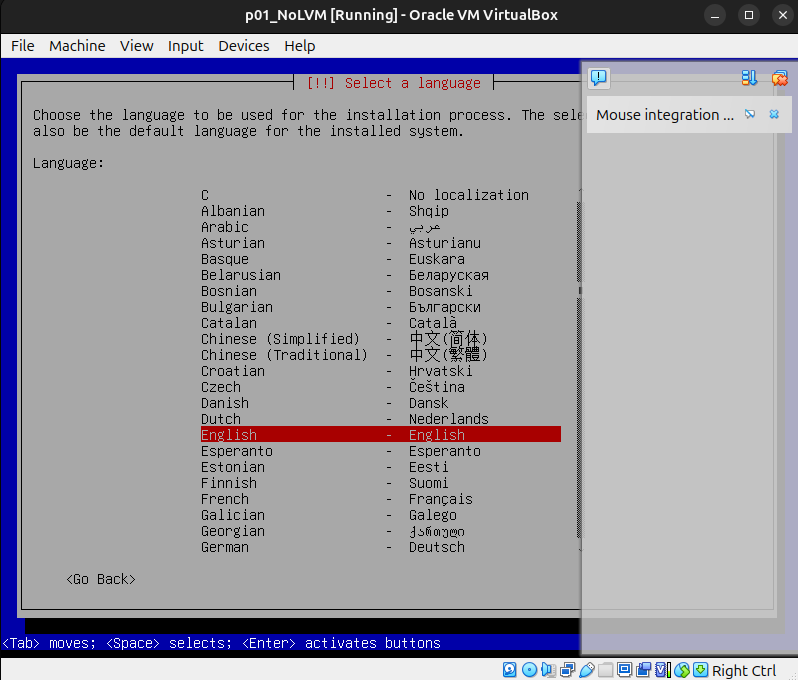 p01_NoLVM [Running] - Oracle VM VirtualBox
File Machine View Input Devices Help
[!!] Select a language
Mouse integration ...
Choose the language to be used for the installation process. The sele
also be the default language for the installed system.
Language:
C - No localization
Albanian - Shqip
Arabic - عربي
Asturian - Asturianu
Basque - Euskara
Belarusian - Беларуская
Bosnian - Bosanski
Bulgarian - Български
Catalan - Català
Chinese (Simplified) - 中文(简体)
Chinese (Traditional) - 中文(繁體)
Croatian - Hrvatski
Czech - Čeština
Danish - Dansk
Dutch - Nederlands
English - English
Esperanto - Esperanto
Estonian - Eesti
Finnish - Suomi
French - Français
Galician - Galego
Georgian - ქართული
German - Deutsch
<Go Back>
<Tab> moves; <Space> selects; <Enter> activates buttons
Right Ctrl